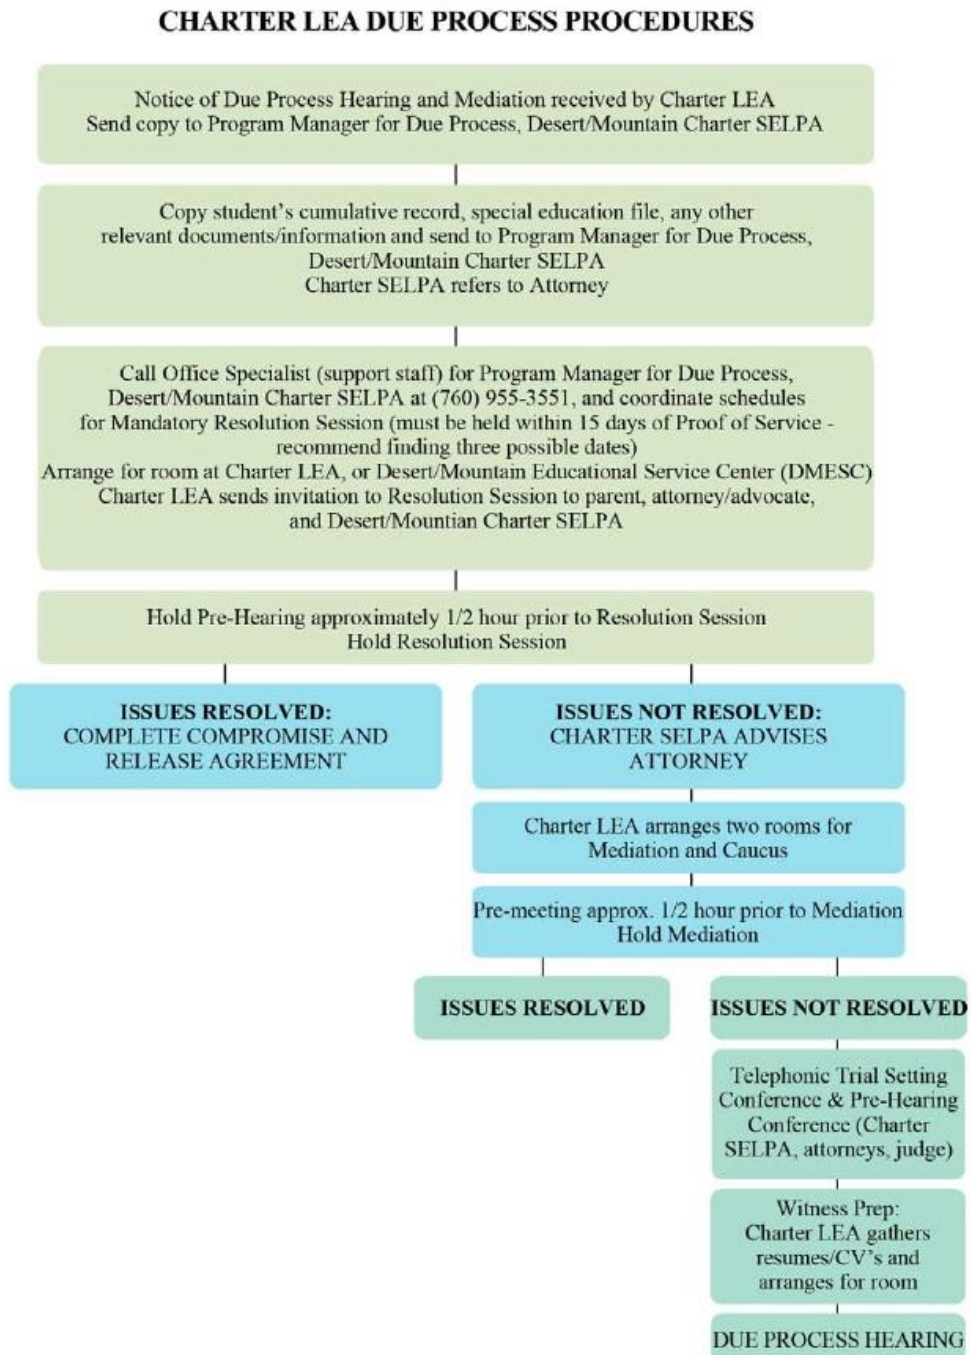 CHARTER LEA DUE PROCESS PROCEDURES
Notice of Due Process Hearing and Mediation received by Charter LEA
Send copy to Program Manager for Due Process, Desert/Mountain Charter SELPA
Copy student's cumulative record, special education file, any other
relevant documents/information and send to Program Manager for Due Process,
Desert/Mountain Charter SELPA
Charter SELPA refers to Attorney
Call Office Specialist (support staff) for Program Manager for Due Process,
Desert/Mountain Charter SELPA at (760) 955-3551, and coordinate schedules
for Mandatory Resolution Session (must be held within 15 days of Proof of Service -
recommend finding three possible dates)
Arrange for room at Charter LEA, or Desert/Mountain Educational Service Center (DMESC)
Charter LEA sends invitation to Resolution Session to parent, attorney/advocate,
and Desert/Mountian Charter SELPA
Hold Pre-Hearing approximately 1/2 hour prior to Resolution Session
Hold Resolution Session
ISSUES RESOLVED:
COMPLETE COMPROMISE AND
RELEASE AGREEMENT
ISSUES NOT RESOLVED:
CHARTER SELPA ADVISES
ATTORNEY
Charter LEA arranges two rooms for
Mediation and Caucus
Pre-meeting approx. 1/2 hour prior to Mediation
Hold Mediation
ISSUES RESOLVED
ISSUES NOT RESOLVED
Telephonic Trial Setting
Conference & Pre-Hearing
Conference (Charter
SELPA, attorneys, judge)
Witness Prep:
Charter LEA gathers
resumes/CV's and
arranges for room
DUE PROCESS HEARING